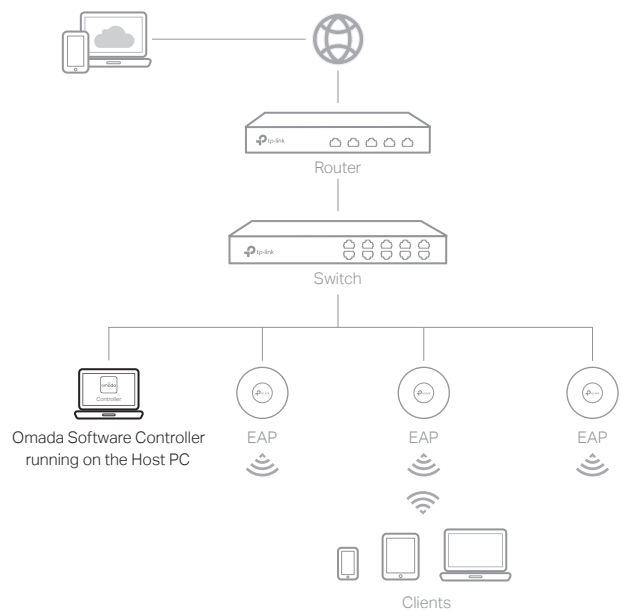 tp-link
Router
tp-link
Switch
omada
Controller
Omada Software Controller
running on the Host PC
EAP
EAP
EAP
Clients